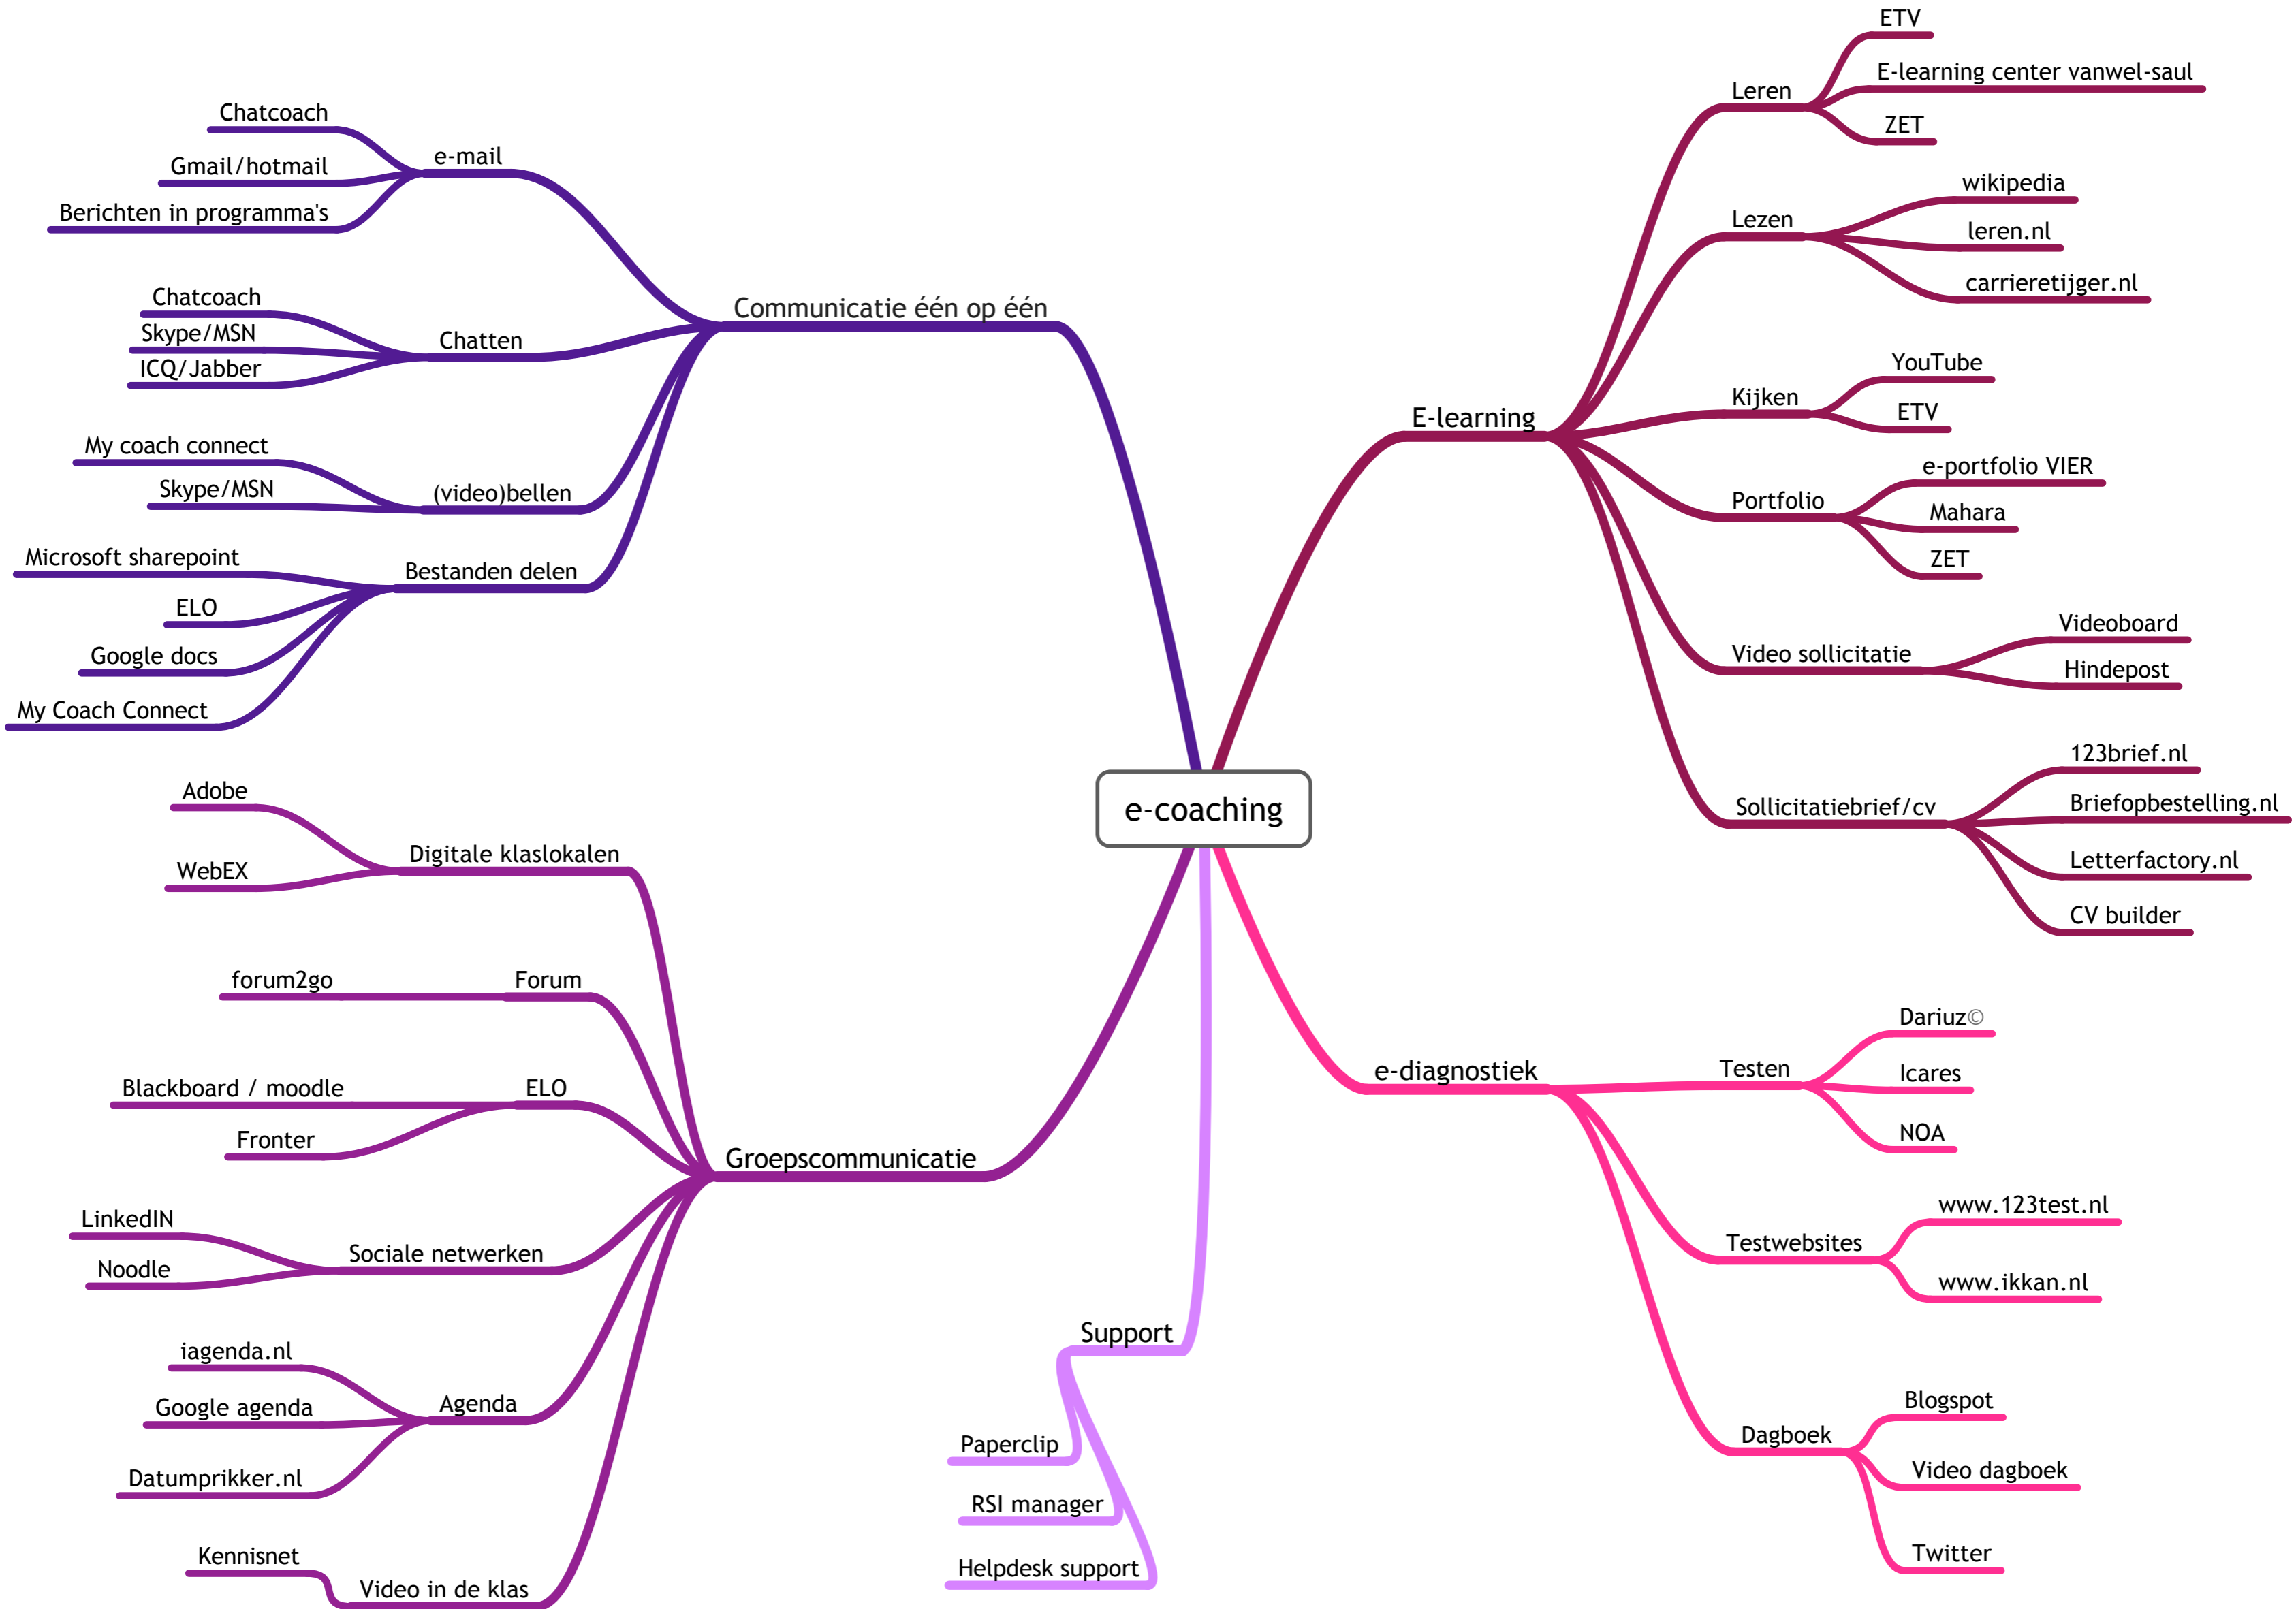 e-coaching
Communicatie één op één
e-mail
Chatcoach
Gmail/hotmail
Berichten in programma's
Chatten
Chatcoach
Skype/MSN
ICQ/Jabber
(video)bellen
My coach connect
Skype/MSN
Bestanden delen
Microsoft sharepoint
ELO
Google docs
My Coach Connect
Groepscommunicatie
Digitale klaslokalen
Adobe
WebEX
Forum
forum2go
ELO
Blackboard / moodle
Fronter
Sociale netwerken
LinkedIN
Noodle
Agenda
iagenda.nl
Google agenda
Datumprikker.nl
Video in de klas
Kennisnet
Support
Paperclip
RSI manager
Helpdesk support
E-learning
Leren
ETV
E-learning center vanwel-saul
ZET
Lezen
wikipedia
leren.nl
carrieretijger.nl
Kijken
YouTube
ETV
Portfolio
e-portfolio VIER
Mahara
ZET
Video sollicitatie
Videoboard
Hindepost
Sollicitatiebrief/cv
123brief.nl
Briefopbestelling.nl
Letterfactory.nl
CV builder
e-diagnostiek
Testen
Dariuz©
Icares
NOA
Testwebsites
www.123test.nl
www.ikkan.nl
Dagboek
Blogspot
Video dagboek
Twitter